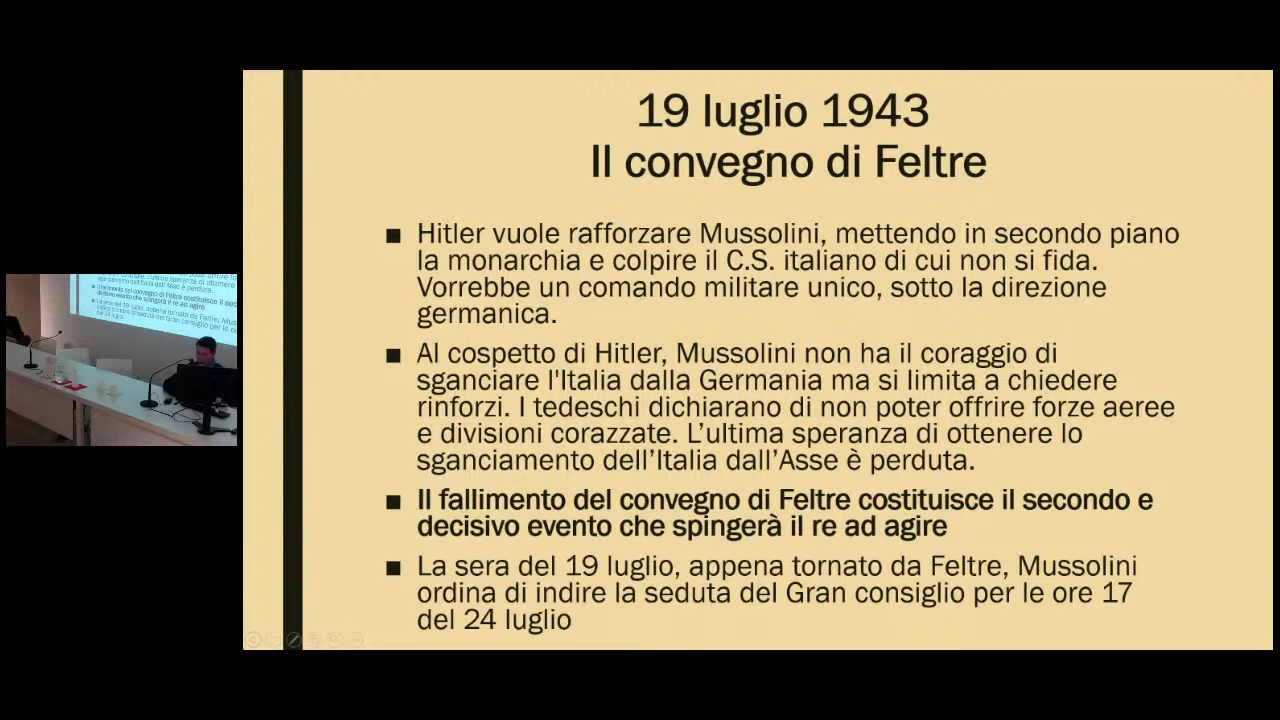 19 luglio 1943
Il convegno di Feltre
■ Hitler vuole rafforzare Mussolini, mettendo in secondo piano
la monarchia e colpire il C.S. italiano di cui non si fida.
Vorrebbe un comando militare unico, sotto la direzione
germanica.
■ Al cospetto di Hitler, Mussolini non ha il coraggio di
sganciare l'Italia dalla Germania ma si limita a chiedere
rinforzi. I tedeschi dichiarano di non poter offrire forze aeree
e divisioni corazzate. L’ultima speranza di ottenere lo
sganciamento dell’Italia dall’Asse è perduta.
■ Il fallimento del convegno di Feltre costituisce il secondo e
decisivo evento che spingerà il re ad agire
■ La sera del 19 luglio, appena tornato da Feltre, Mussolini
ordina di indire la seduta del Gran consiglio per le ore 17
del 24 luglio